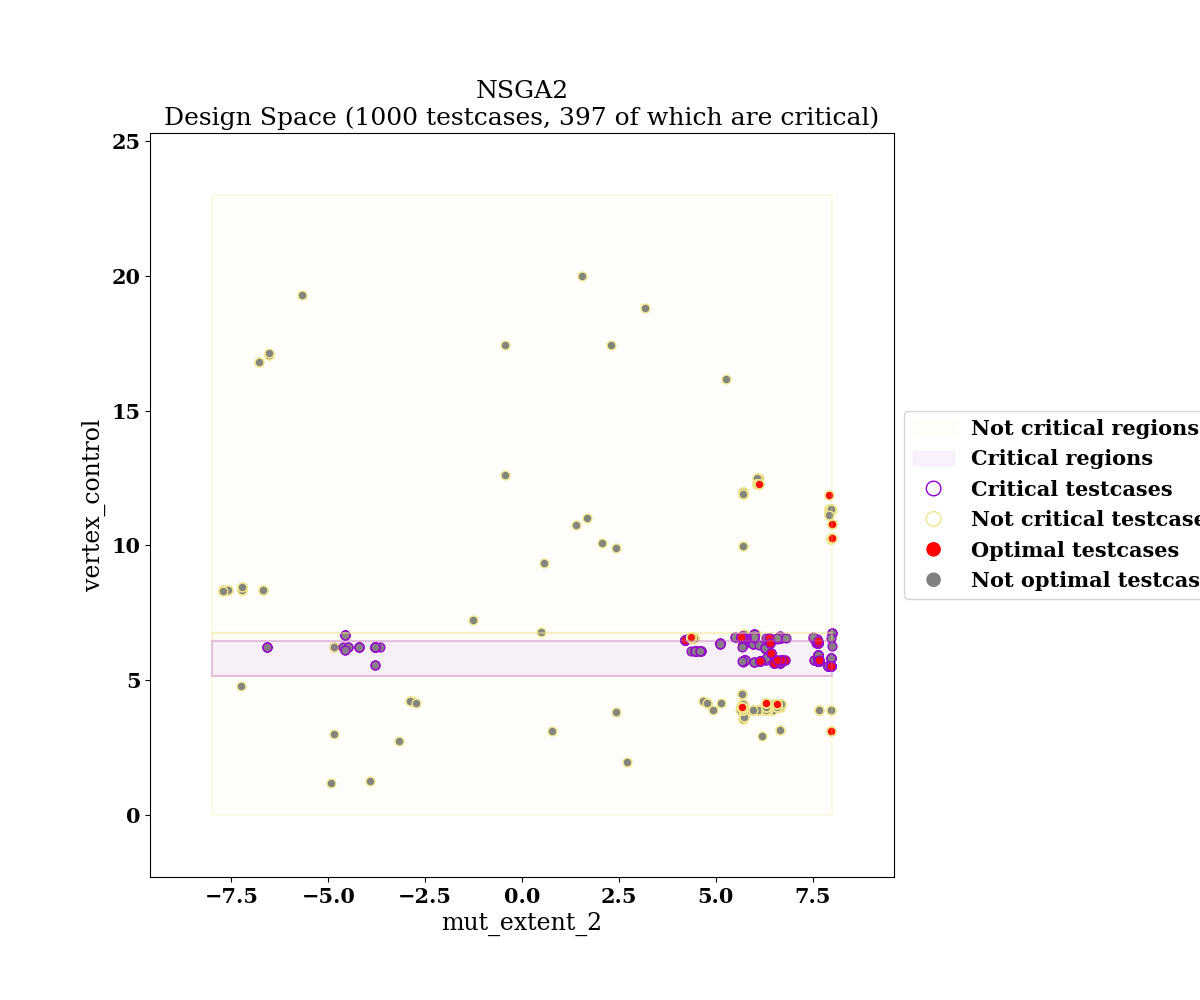 NSGA2
Design Space (1000 testcases, 397 of which are critical)
25
20
15
10
5
0
vertex_control
−7.5
−5.0
−2.5
0.0
2.5
5.0
7.5
mut_extent_2
Not critical regions
Critical regions
Critical testcases
Not critical testcase
Optimal testcases
Not optimal testcas